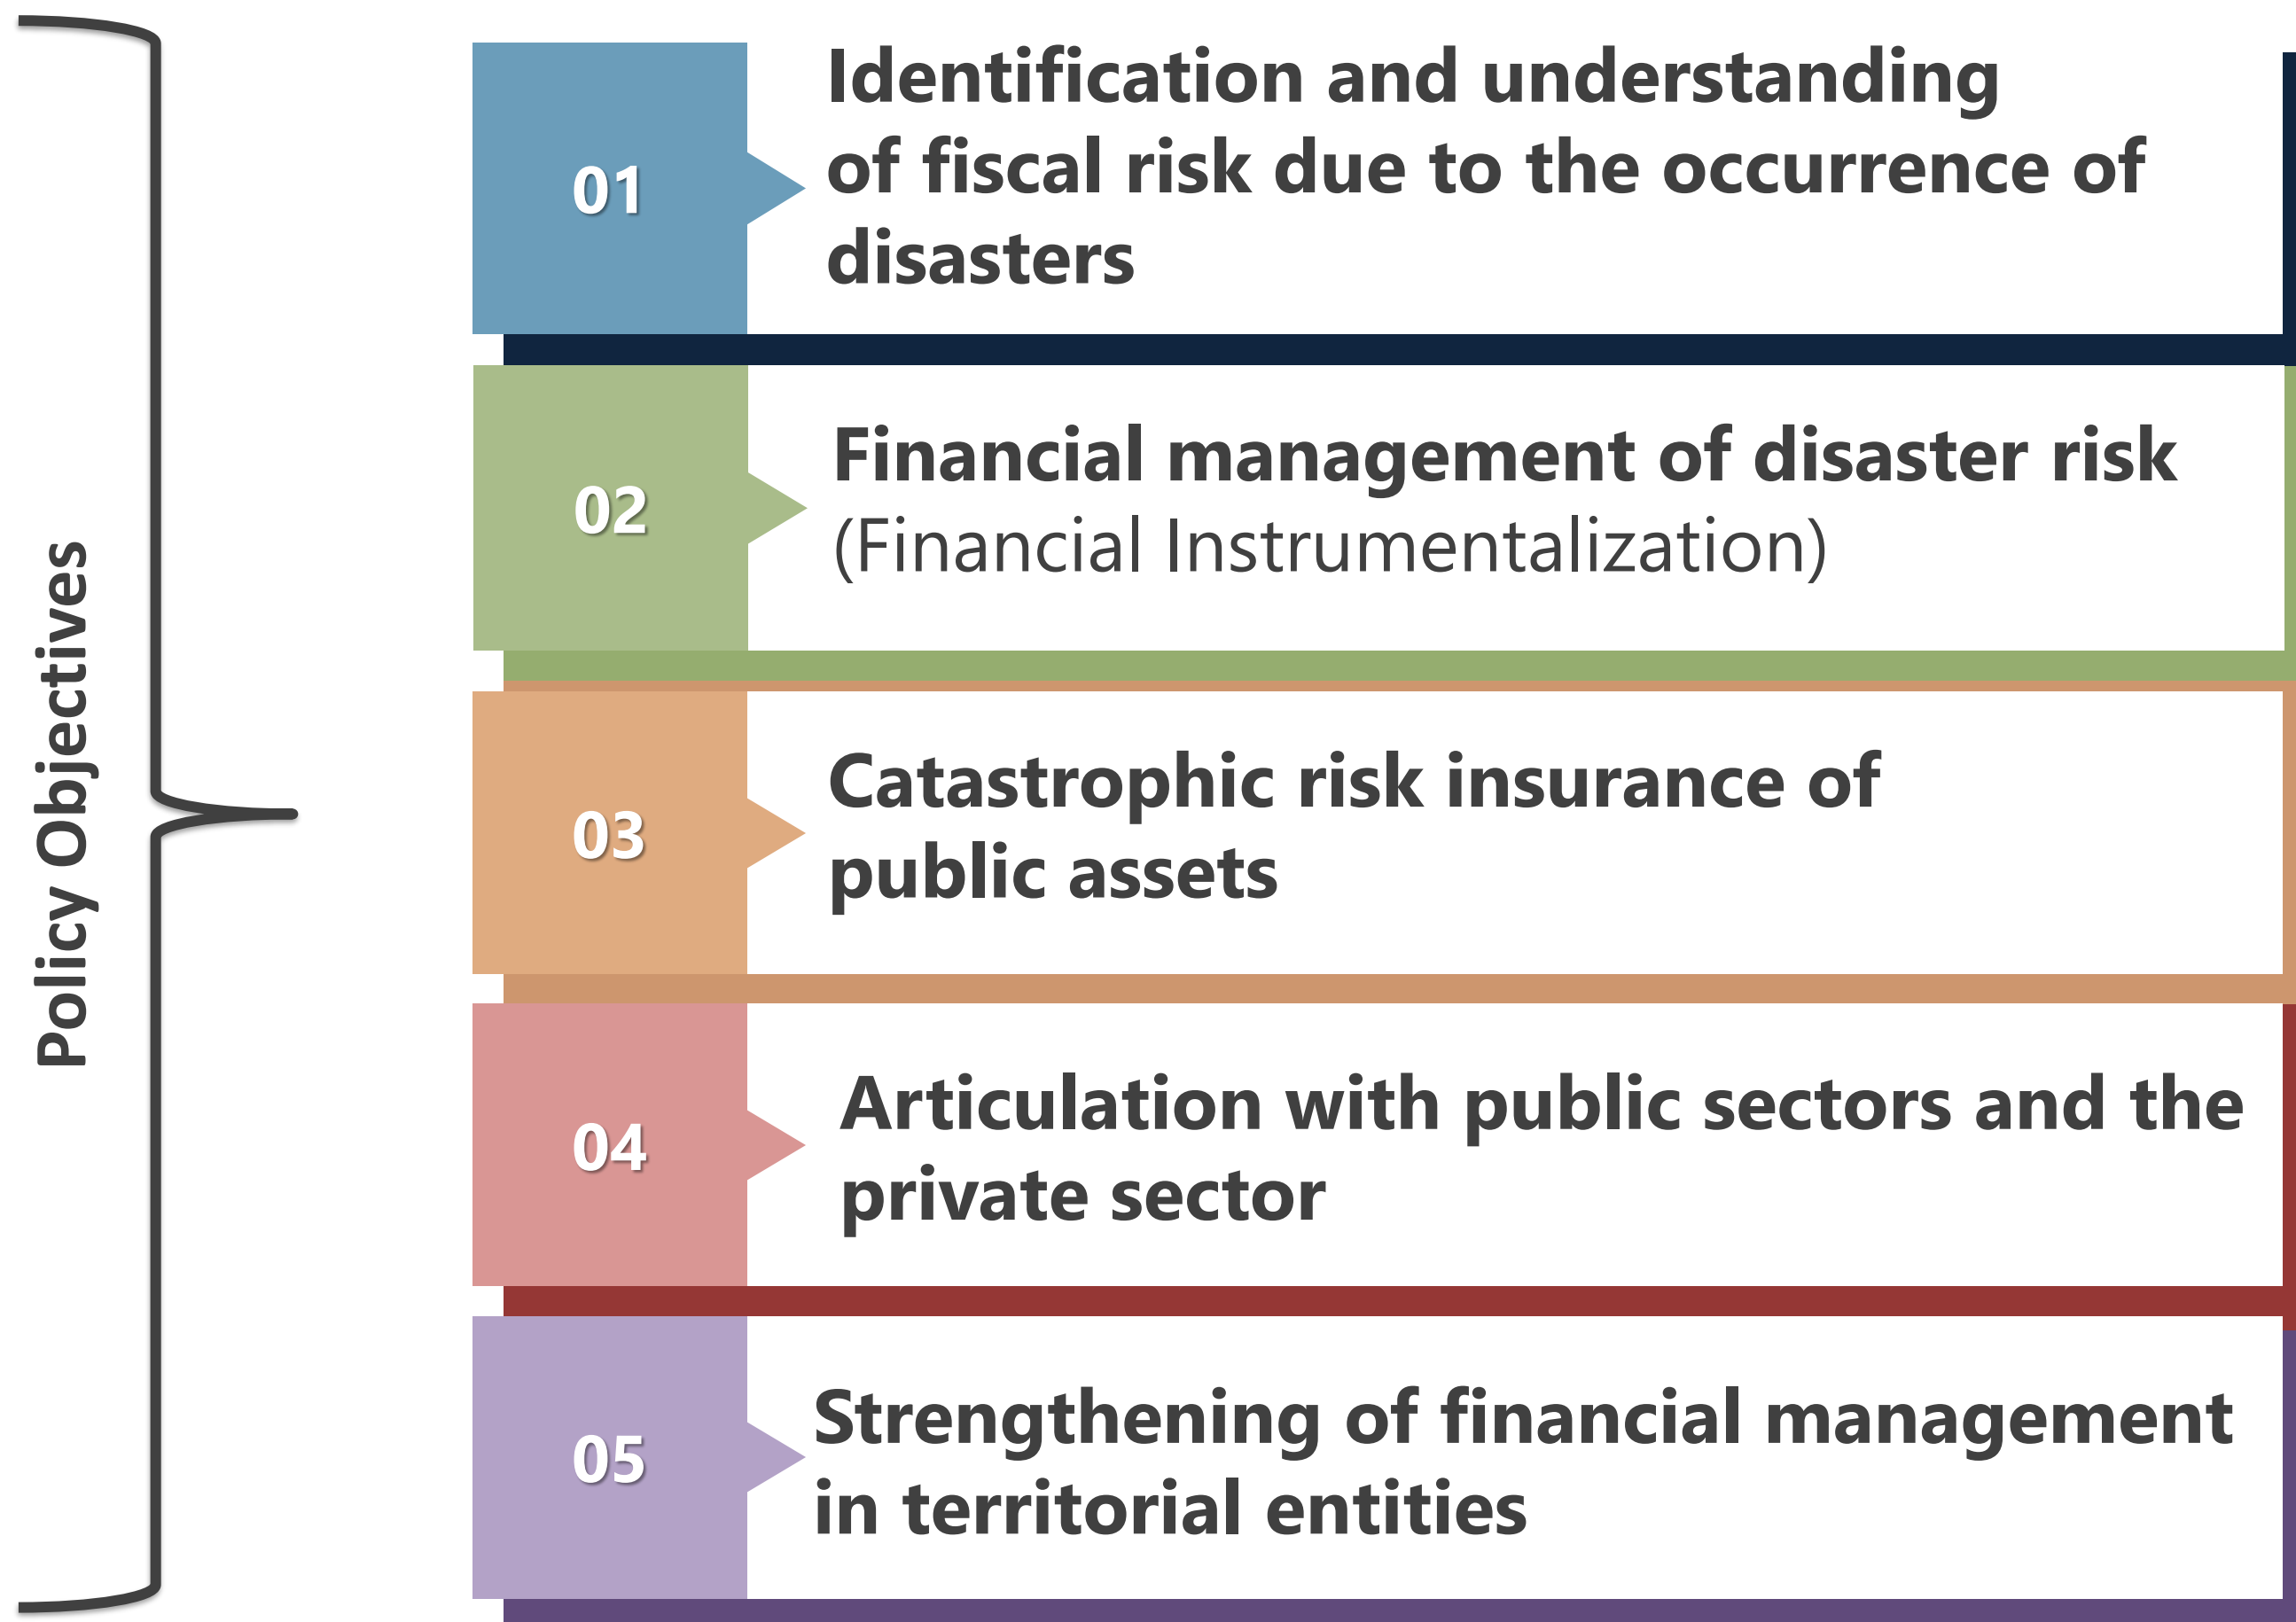 Policy Objectives
01
Identification and understanding
of fiscal risk due to the occurrence of
disasters
02
Financial management of disaster risk
(Financial Instrumentalization)
03
Catastrophic risk insurance of
public assets
04
Articulation with public sectors and the
private sector
05
Strengthening of financial management
in territorial entities